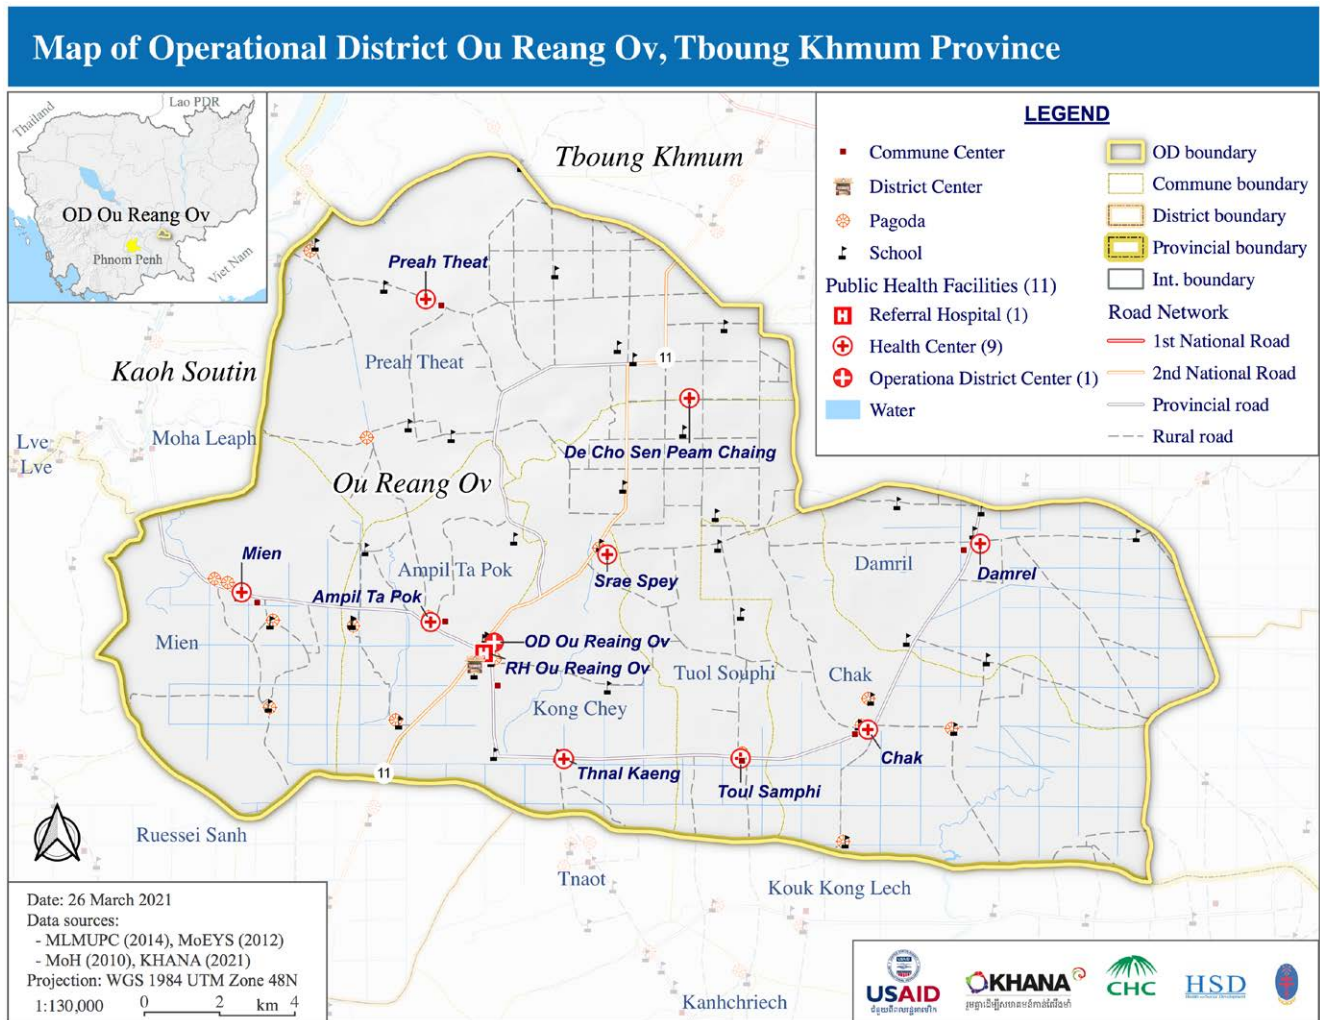 Map of Operational District Ou Reang Ov, Tboung Khmum Province
Thailand
Lao PDR
OD Ou Reang Ov
Phnom Penh
Viet Nam
Tboung Khmum
LEGEND
Commune Center
District Center
Pagoda
School
Public Health Facilities (11)
Referral Hospital (1)
Health Center (9)
Operationa District Center (1)
Water
OD boundary
Commune boundary
District boundary
Provincial boundary
Int. boundary
Road Network
1st National Road
2nd National Road
Provincial road
Rural road
Preah Theat
Preah Theat
11
Kaoh Soutin
De Cho Sen Peam Chaing
Moha Leaph
Lve
Lve
Ou Reang Ov
Mien
Ampil Ta Pok
Ampil Ta Pok
Srae Spey
Damril
Damrel
Mien
OD Ou Reaing Ov
RH Ou Reaing Ov
Tuol Souphi
Chak
Kong Chey
Chak
11
Thnal Kaeng
Toul Samphi
Ruessei Sanh
Tnaot
Kouk Kong Lech
Kanhchriech
Date: 26 March 2021
Data sources:
- MLMUPC (2014), MoEYS (2012)
- MoH (2010), KHANA (2021)
Projection: WGS 1984 UTM Zone 48N
1:130,000
0 2 km 4
USAID
KHANA
CHC
HSD